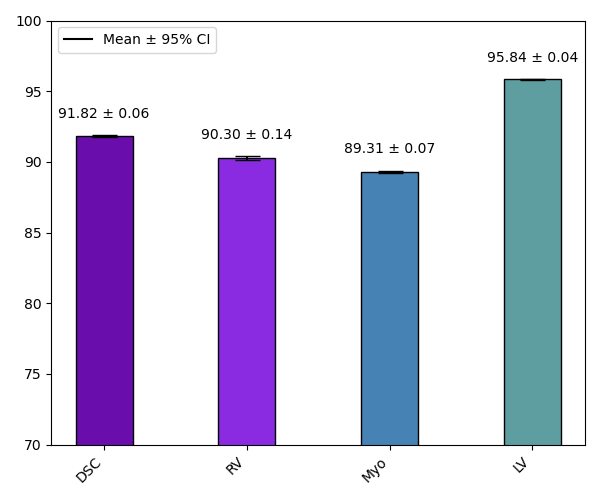 100
95
90
85
80
75
70
Mean ± 95% CI
91.82 ± 0.06
90.30 ± 0.14
89.31 ± 0.07
95.84 ± 0.04
DSC
RV
Myo
LV